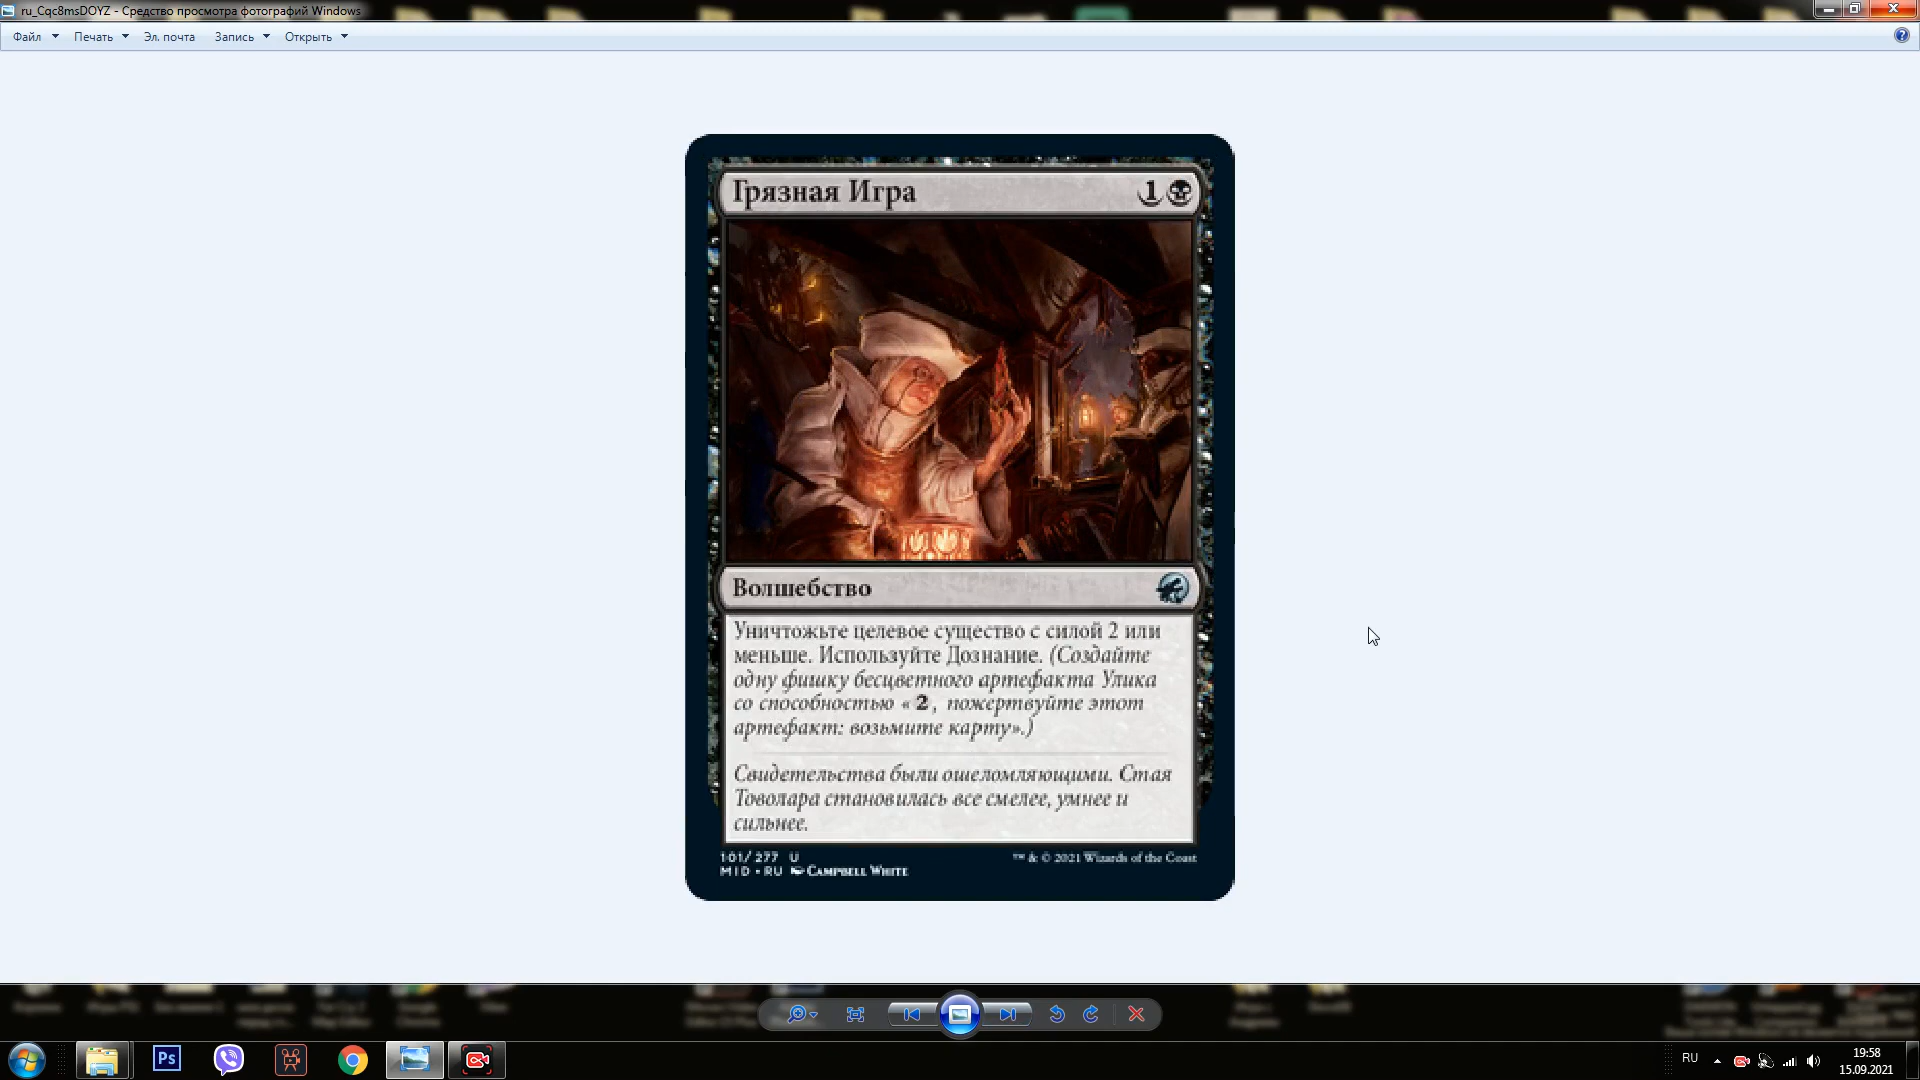 ru_Cqc8msDOYZ - Средство просмотра фотографий Windows
Файл Печать Эл. почта Запись Открыть
Грязная Игра 1
Волшебство
Уничтожьте целевое существо с силой 2 или
меньше. Используйте Дознание. (Создайте
одну фишку бесцветного артефакта Улика
со способностью «2, пожертвуйте этот
артефакт: возьмите карту».)
Свидетельства были ошеломляющими. Стая
Товолара становилась все смелее, умнее и
сильнее.
101/277 U
™ & © 2021 Wizards of the Coast
MID • RU Campbell White
Ps
RU
19:58
15.09.2021